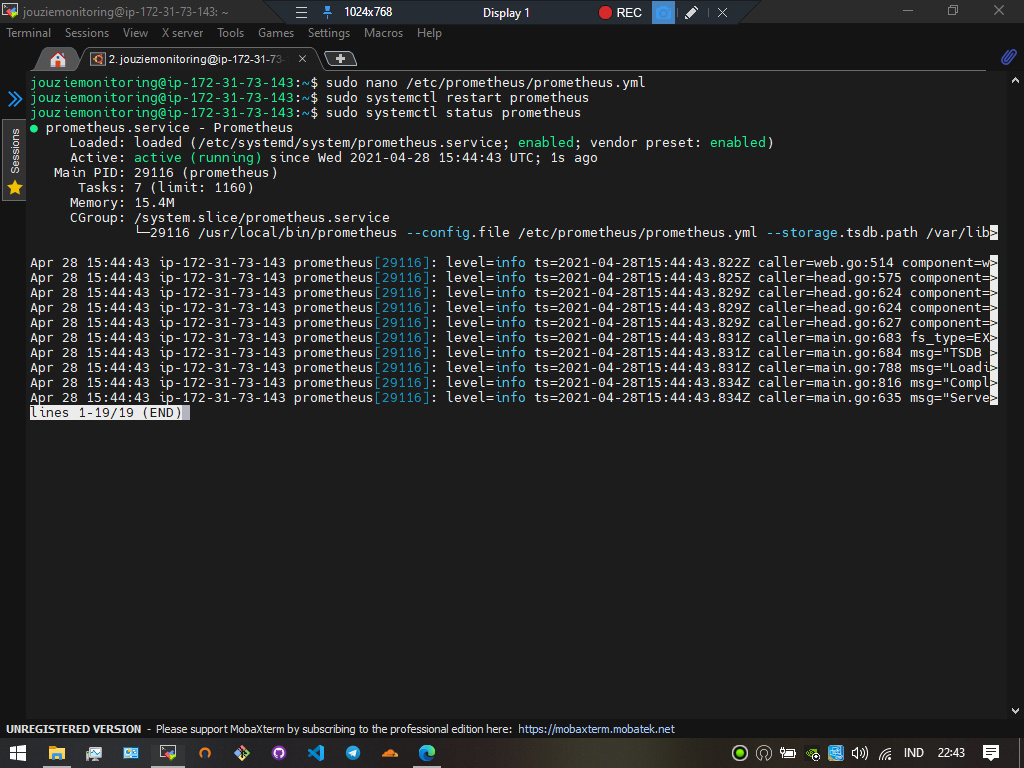 jouziemonitoring@ip-172-31-73-143: ~
1024x768
Display 1
REC
Terminal Sessions View X server Tools Games Settings Macros Help
2. jouziemonitoring@ip-172-31-73-
Sessions
jouziemonitoring@ip-172-31-73-143:~$ sudo nano /etc/prometheus/prometheus.yml
jouziemonitoring@ip-172-31-73-143:~$ sudo systemctl restart prometheus
jouziemonitoring@ip-172-31-73-143:~$ sudo systemctl status prometheus
● prometheus.service - Prometheus
Loaded: loaded (/etc/systemd/system/prometheus.service; enabled; vendor preset: enabled)
Active: active (running) since Wed 2021-04-28 15:44:43 UTC; 1s ago
Main PID: 29116 (prometheus)
Tasks: 7 (limit: 1160)
Memory: 15.4M
CGroup: /system.slice/prometheus.service
└─29116 /usr/local/bin/prometheus --config.file /etc/prometheus/prometheus.yml --storage.tsdb.path /var/lib>
Apr 28 15:44:43 ip-172-31-73-143 prometheus[29116]: level=info ts=2021-04-28T15:44:43.822Z caller=web.go:514 component=w>
Apr 28 15:44:43 ip-172-31-73-143 prometheus[29116]: level=info ts=2021-04-28T15:44:43.825Z caller=head.go:575 component=>
Apr 28 15:44:43 ip-172-31-73-143 prometheus[29116]: level=info ts=2021-04-28T15:44:43.829Z caller=head.go:624 component=>
Apr 28 15:44:43 ip-172-31-73-143 prometheus[29116]: level=info ts=2021-04-28T15:44:43.829Z caller=head.go:624 component=>
Apr 28 15:44:43 ip-172-31-73-143 prometheus[29116]: level=info ts=2021-04-28T15:44:43.829Z caller=head.go:627 component=>
Apr 28 15:44:43 ip-172-31-73-143 prometheus[29116]: level=info ts=2021-04-28T15:44:43.831Z caller=main.go:683 fs_type=EX>
Apr 28 15:44:43 ip-172-31-73-143 prometheus[29116]: level=info ts=2021-04-28T15:44:43.831Z caller=main.go:684 msg="TSDB >
Apr 28 15:44:43 ip-172-31-73-143 prometheus[29116]: level=info ts=2021-04-28T15:44:43.831Z caller=main.go:788 msg="Loadi>
Apr 28 15:44:43 ip-172-31-73-143 prometheus[29116]: level=info ts=2021-04-28T15:44:43.834Z caller=main.go:816 msg="Compl>
Apr 28 15:44:43 ip-172-31-73-143 prometheus[29116]: level=info ts=2021-04-28T15:44:43.834Z caller=main.go:635 msg="Serve>
lines 1-19/19 (END)
UNREGISTERED VERSION - Please support MobaXterm by subscribing to the professional edition here: https://mobaxterm.mobatek.net
IND 22:43